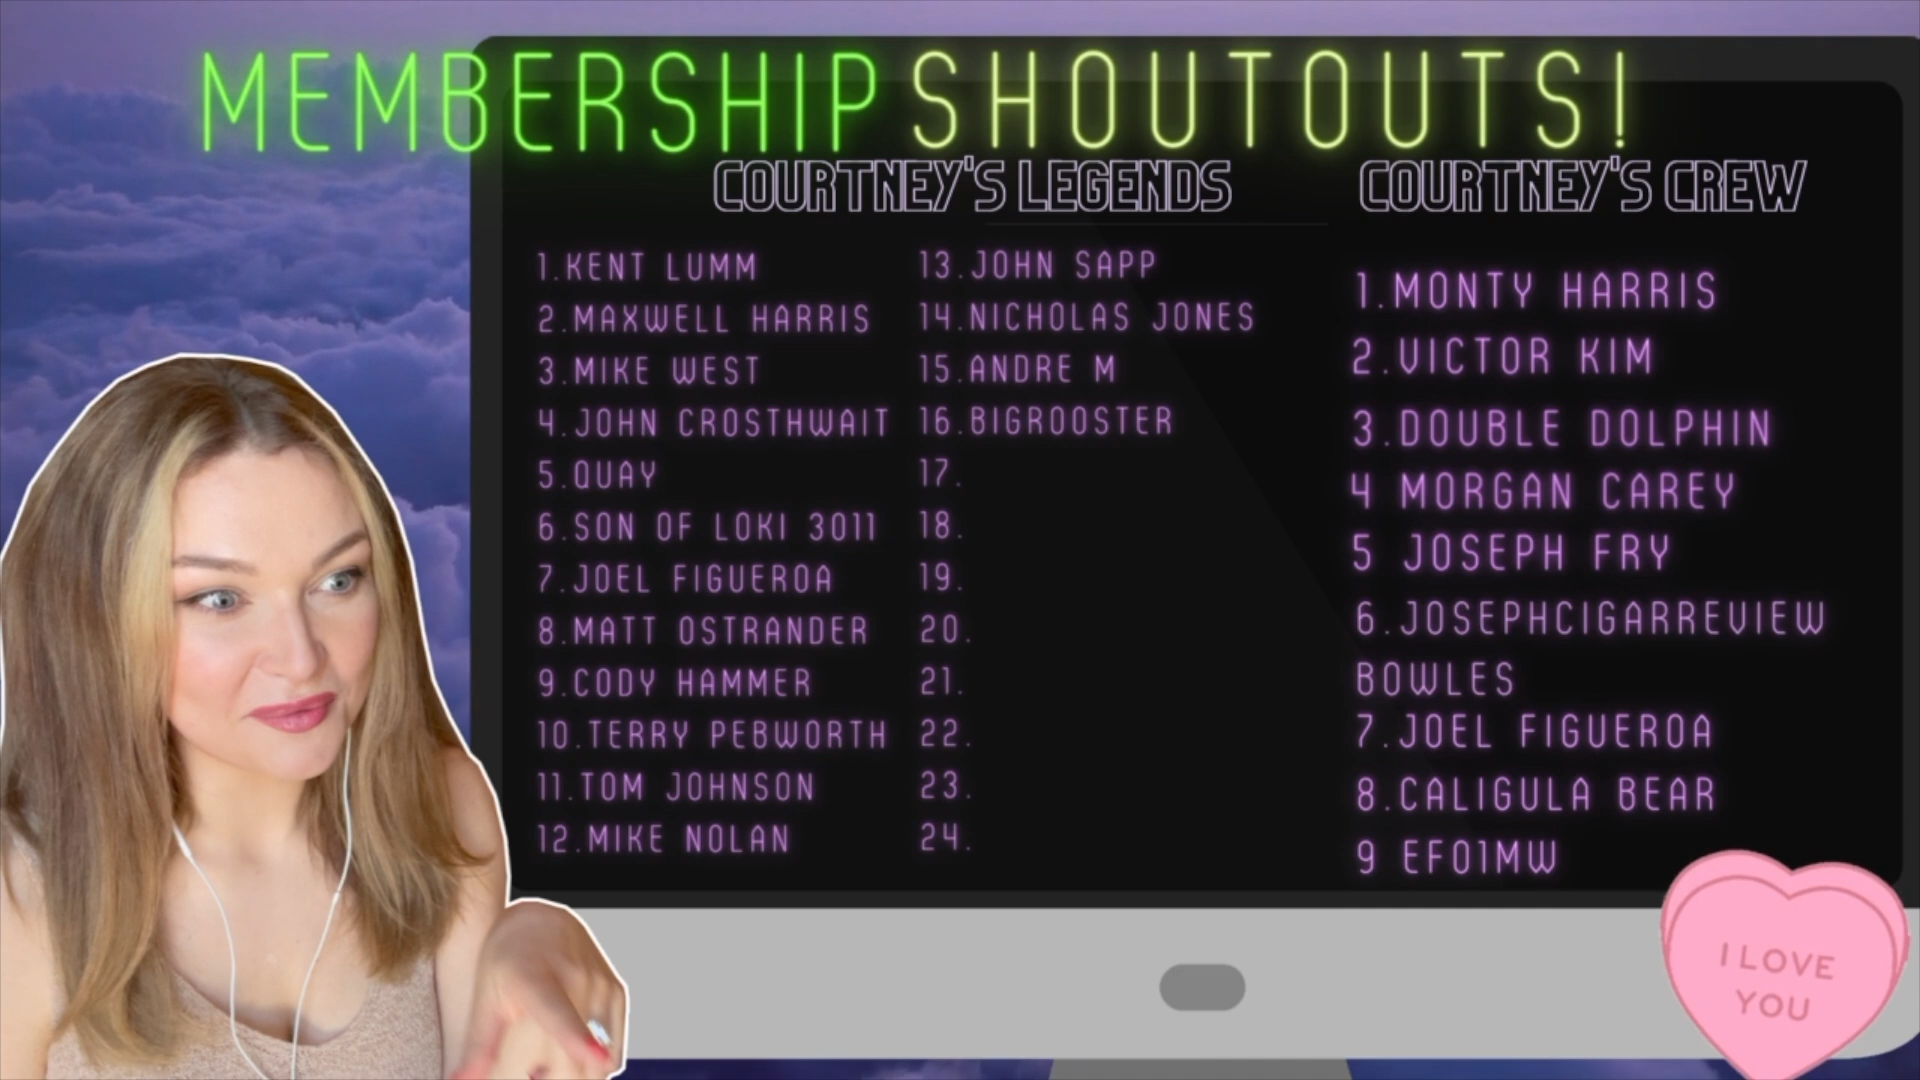 MEMBERSHIP SHOUTOUTS!
COURTNEY'S LEGENDS
1.KENT LUMM
2.MAXWELL HARRIS
3.MIKE WEST
4.JOHN CROSTHWAIT
5.QUAY
6.SON OF LOKI 3011
7.JOEL FIGUEROA
8.MATT OSTRANDER
9.CODY HAMMER
10.TERRY PEBWORTH
11.TOM JOHNSON
12.MIKE NOLAN
13.JOHN SAPP
14.NICHOLAS JONES
15.ANDRE M
16.BIGROOSTER
17.
18.
19.
20.
21.
22.
23.
24.
COURTNEY'S CREW
1.MONTY HARRIS
2.VICTOR KIM
3.DOUBLE DOLPHIN
4 MORGAN CAREY
5 JOSEPH FRY
6.JOSEPHCIGARREVIEW
BOWLES
7.JOEL FIGUEROA
8.CALIGULA BEAR
9 EF01MW
I LOVE
YOU